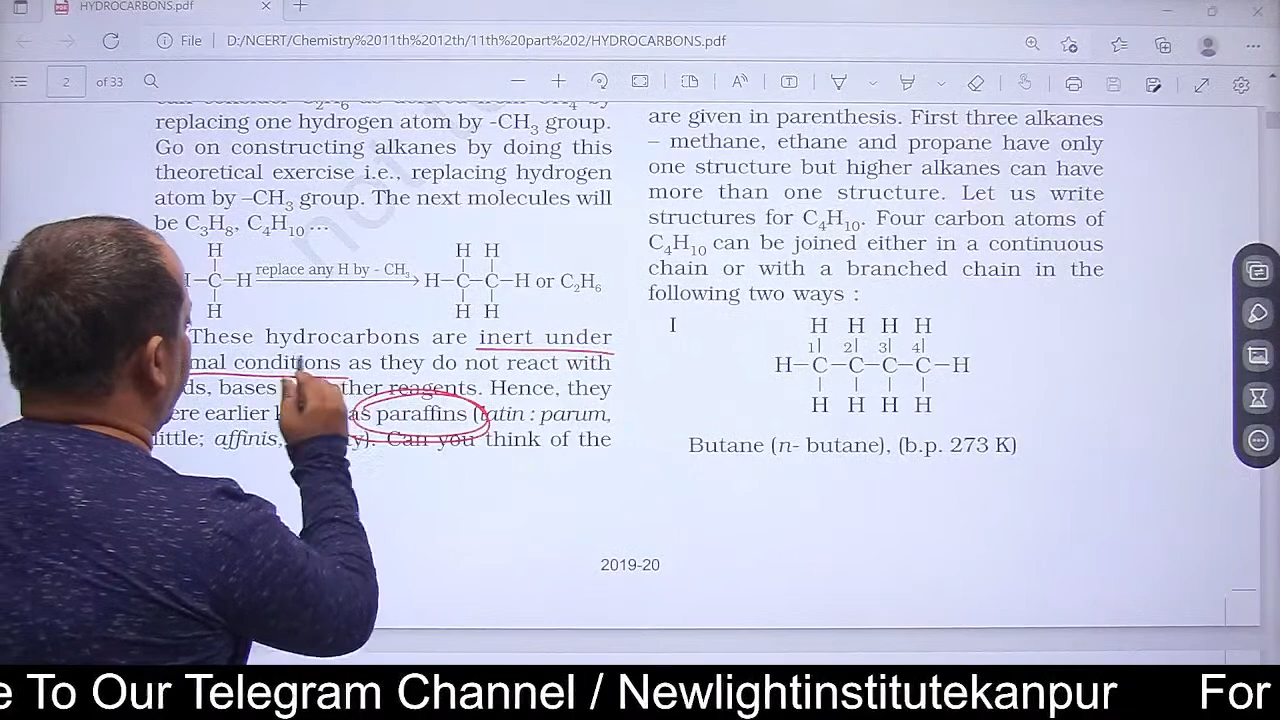 HYDROCARBONS.pdf
File D:/NCERT/Chemistry%2011th%2012th/11th%20part%202/HYDROCARBONS.pdf
2 of 33
replacing one hydrogen atom by -CH₃ group.
Go on constructing alkanes by doing this
theoretical exercise i.e., replacing hydrogen
atom by –CH₃ group. The next molecules will
be C₃H₈, C₄H₁₀ ...
H H H
–C–H replace any H by - CH₃ H–C–C–H or C₂H₆
H H H
These hydrocarbons are inert under
conditions as they do not react with
bases reagents. Hence, they
earlier as paraffins (latin : parum,
little; affinis, Can you think of the
are given in parenthesis. First three alkanes
– methane, ethane and propane have only
one structure but higher alkanes can have
more than one structure. Let us write
structures for C₄H₁₀. Four carbon atoms of
C₄H₁₀ can be joined either in a continuous
chain or with a branched chain in the
following two ways :
I H H H H
1 2 3 4
H–C–C–C–C–H
H H H H
Butane (n- butane), (b.p. 273 K)
2019-20
e To Our Telegram Channel / Newlightinstitutekanpur For